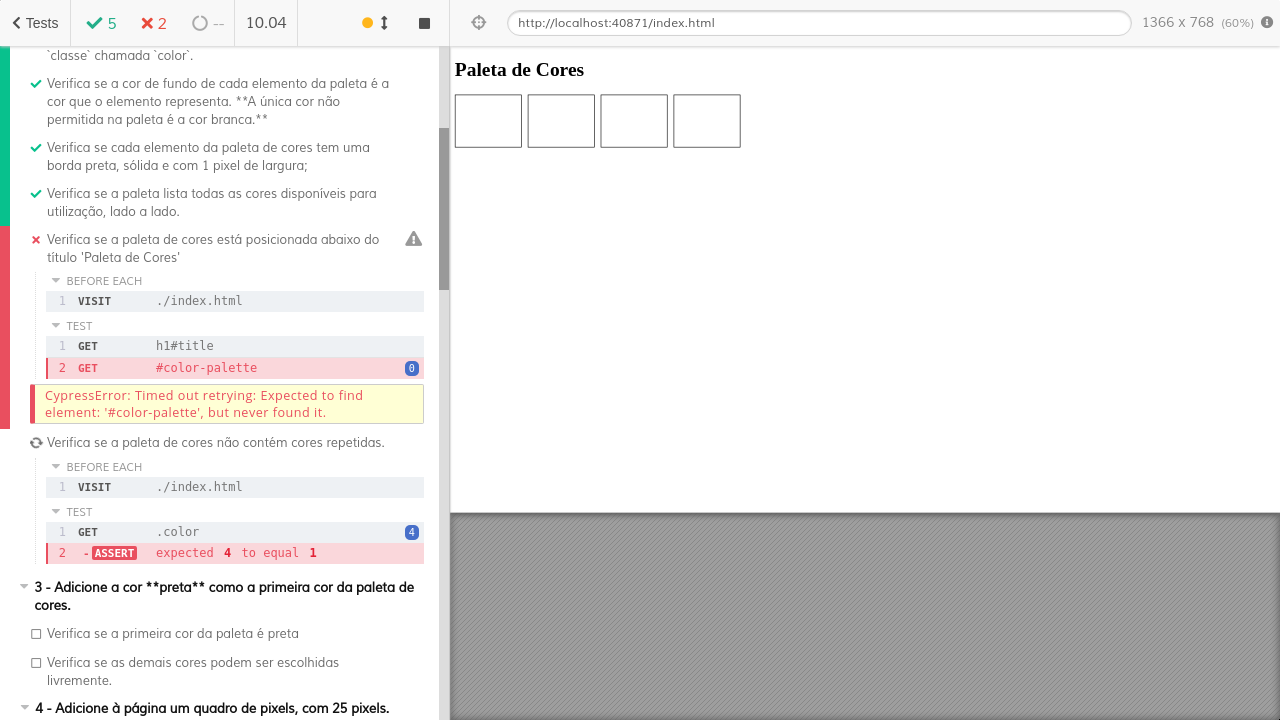 Tests
5
2
--
10.04
http://localhost:40871/index.html
1366 x 768 (60%)
`classe` chamada `color`.
Verifica se a cor de fundo de cada elemento da paleta é a
cor que o elemento representa. **A única cor não
permitida na paleta é a cor branca.**
Verifica se cada elemento da paleta de cores tem uma
borda preta, sólida e com 1 pixel de largura;
Verifica se a paleta lista todas as cores disponíveis para
utilização, lado a lado.
Verifica se a paleta de cores está posicionada abaixo do
título 'Paleta de Cores'
BEFORE EACH
1 VISIT ./index.html
TEST
1 GET h1#title
2 GET #color-palette 0
CypressError: Timed out retrying: Expected to find
element: '#color-palette', but never found it.
Verifica se a paleta de cores não contém cores repetidas.
BEFORE EACH
1 VISIT ./index.html
TEST
1 GET .color 4
2 -ASSERT expected 4 to equal 1
3 - Adicione a cor **preta** como a primeira cor da paleta de
cores.
Verifica se a primeira cor da paleta é preta
Verifica se as demais cores podem ser escolhidas
livremente.
4 - Adicione à página um quadro de pixels, com 25 pixels.
Paleta de Cores